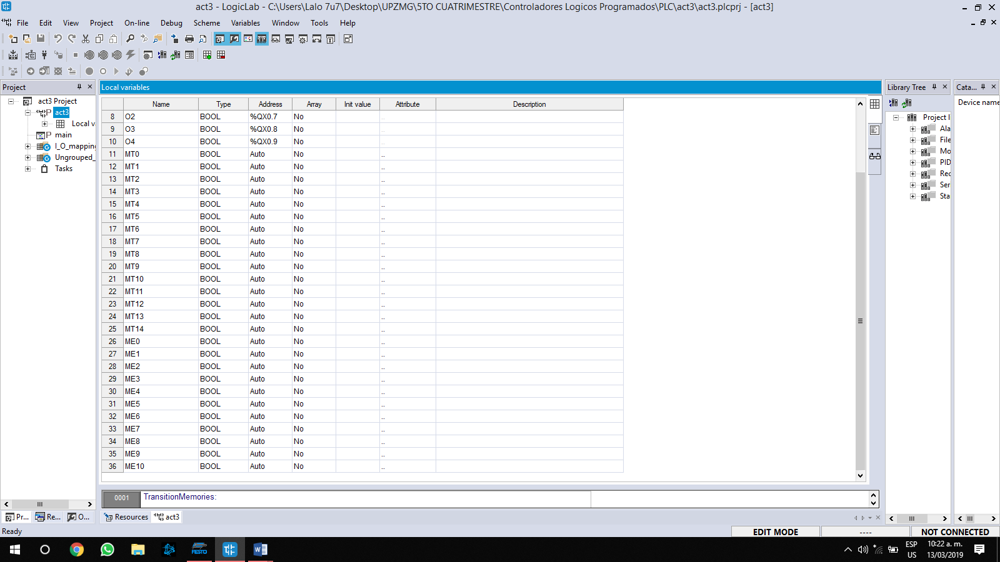 act3 - LogicLab - C:\Users\Lalo 7u7\Desktop\UPZMG\5TO CUATRIMESTRE\Controladores Logicos Programados\PLC\act3\act3.plcprj - [act3]
File Edit View Project On-line Debug Scheme Variables Window Tools Help
Project
act3 Project
act3
Local v
main
I_O_mapping
Ungrouped_
Tasks
Local variables
Name Type Address Array Init value Attribute Description
8 O2 BOOL %QX0.7 No ..
9 O3 BOOL %QX0.8 No ..
10 O4 BOOL %QX0.9 No ..
11 MT0 BOOL Auto No ..
12 MT1 BOOL Auto No ..
13 MT2 BOOL Auto No ..
14 MT3 BOOL Auto No ..
15 MT4 BOOL Auto No ..
16 MT5 BOOL Auto No ..
17 MT6 BOOL Auto No ..
18 MT7 BOOL Auto No ..
19 MT8 BOOL Auto No ..
20 MT9 BOOL Auto No ..
21 MT10 BOOL Auto No ..
22 MT11 BOOL Auto No ..
23 MT12 BOOL Auto No ..
24 MT13 BOOL Auto No ..
25 MT14 BOOL Auto No ..
26 ME0 BOOL Auto No ..
27 ME1 BOOL Auto No ..
28 ME2 BOOL Auto No ..
29 ME3 BOOL Auto No ..
30 ME4 BOOL Auto No ..
31 ME5 BOOL Auto No ..
32 ME6 BOOL Auto No ..
33 ME7 BOOL Auto No ..
34 ME8 BOOL Auto No ..
35 ME9 BOOL Auto No ..
36 ME10 BOOL Auto No ..
0001 TransitionMemories:
Library Tree
Project l
Ala
File
Mo
PID
Rec
Ser
Sta
Cata...
Device name
Pr... Re... O...
Resources act3
Ready
EDIT MODE ---- NOT CONNECTED
FESTO
ESP
US
10:22 a. m.
13/03/2019